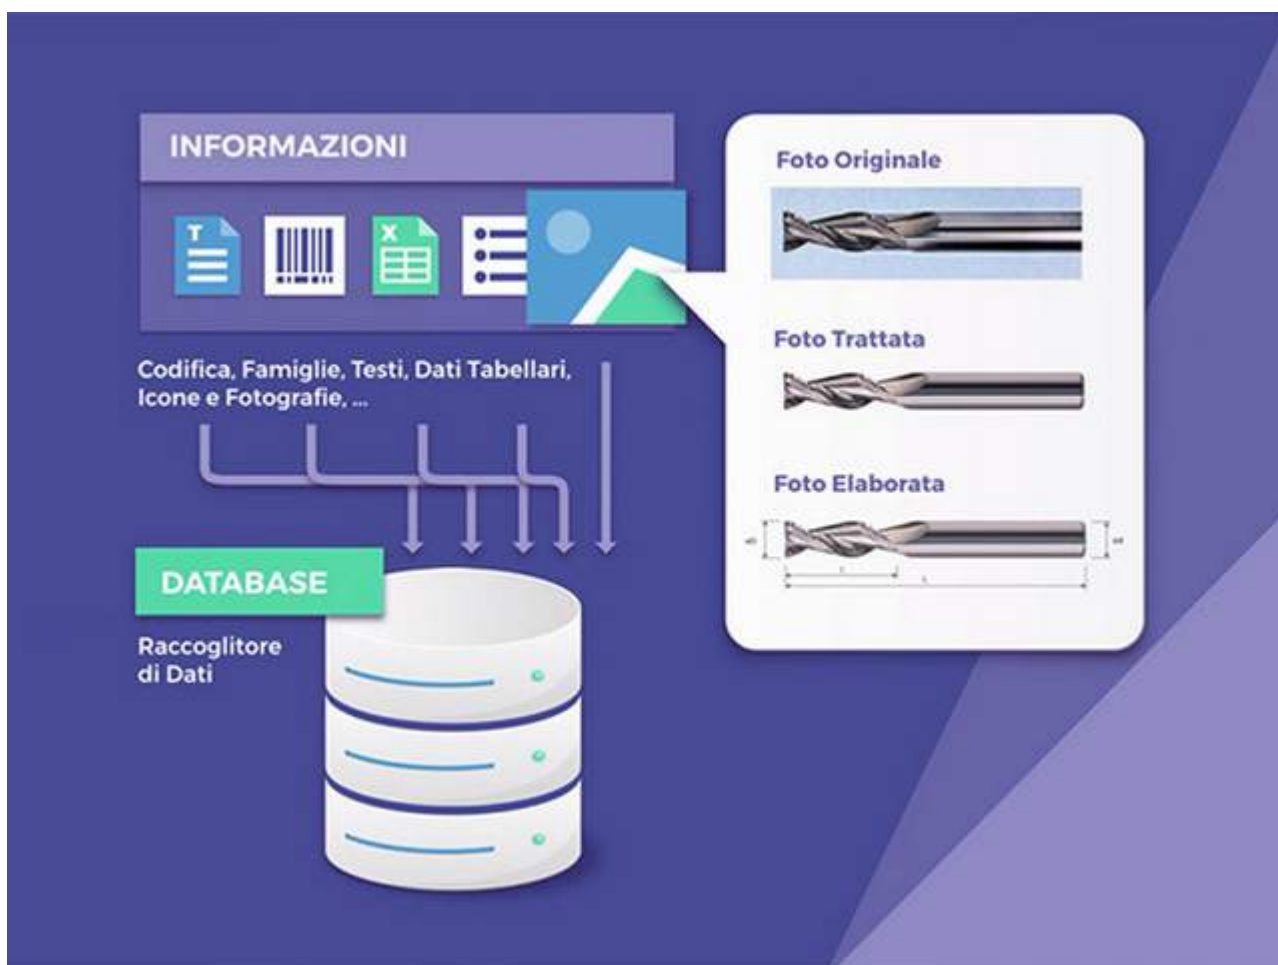 INFORMAZIONI
T
X
Codifica, Famiglie, Testi, Dati Tabellari,
Icone e Fotografie, ...
DATABASE
Raccoglitore
di Dati
Foto Originale
Foto Trattata
Foto Elaborata